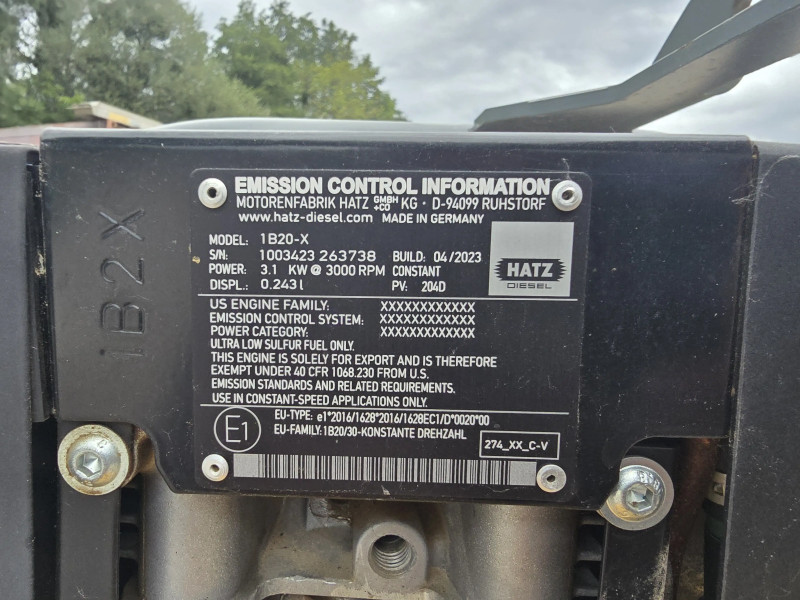 EMISSION CONTROL INFORMATION
MOTORENFABRIK HATZ GMBH +CO KG · D-94099 RUHSTORF
www.hatz-diesel.com MADE IN GERMANY
MODEL: 1B20-X
S/N: 1003423 263738 BUILD: 04/2023
POWER: 3.1 KW @ 3000 RPM CONSTANT
DISPL.: 0.243 l PV: 204D
HATZ
DIESEL
US ENGINE FAMILY: XXXXXXXXXXXX
EMISSION CONTROL SYSTEM: XXXXXXXXXXXX
POWER CATEGORY: XXXXXXXXXXXX
ULTRA LOW SULFUR FUEL ONLY.
THIS ENGINE IS SOLELY FOR EXPORT AND IS THEREFORE
EXEMPT UNDER 40 CFR 1068.230 FROM U.S.
EMISSION STANDARDS AND RELATED REQUIREMENTS.
USE IN CONSTANT-SPEED APPLICATIONS ONLY.
E1
EU-TYPE: e1*2016/1628*2016/1628EC1/D*0020*00
EU-FAMILY: 1B20/30-KONSTANTE DREHZAHL
274_XX_C-V
1B2X